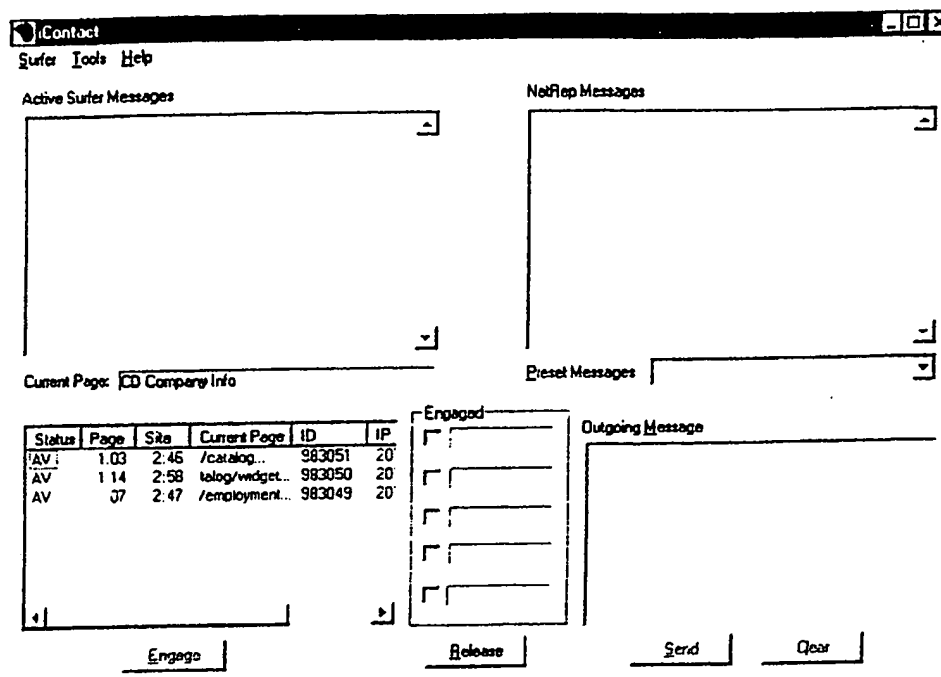 iContact
Surfer Tools Help
Active Surfer Messages
NetRep Messages
Current Page: CD Company Info
Preset Messages
Status Page Site Current Page ID IP
AV 1:03 2:46 /catalog... 983051 20
AV 1 14 2:58 talog/widget... 983050 20
AV :07 2:47 /employment... 983049 20
Engaged
Outgoing Message
Engage
Release
Send
Clear